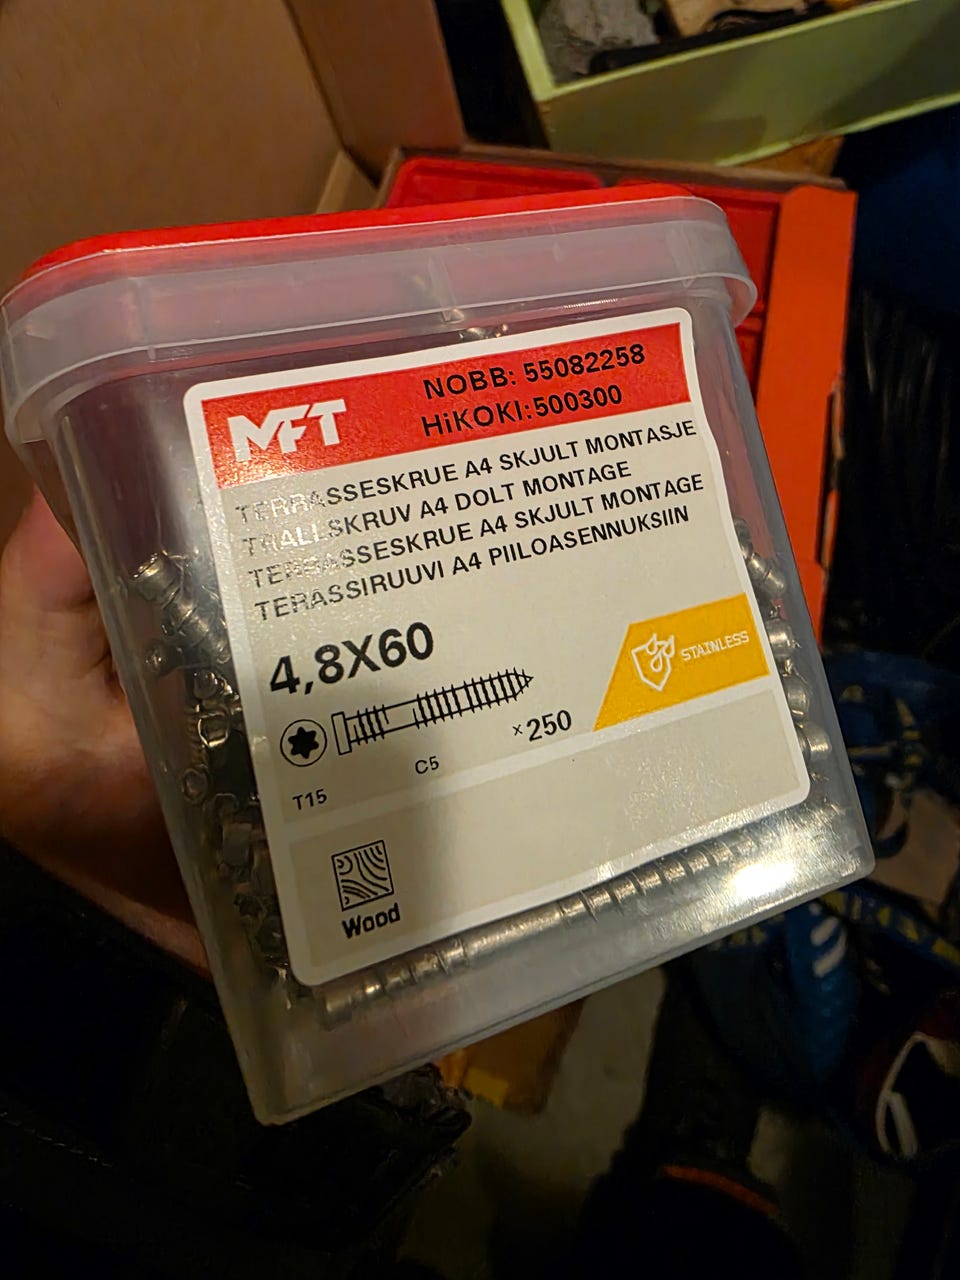 MFT
NOBB: 55082258
HiKOKI:500300
TERRASSESKRUE A4 SKJULT MONTASJE
TRALLSKRUV A4 DOLT MONTAGE
TERRASSESKRUE A4 SKJULT MONTAGE
TERASSIRUUVI A4 PIILOASENNUKSIIN
4,8X60
STAINLESS
x250
C5
T15
Wood